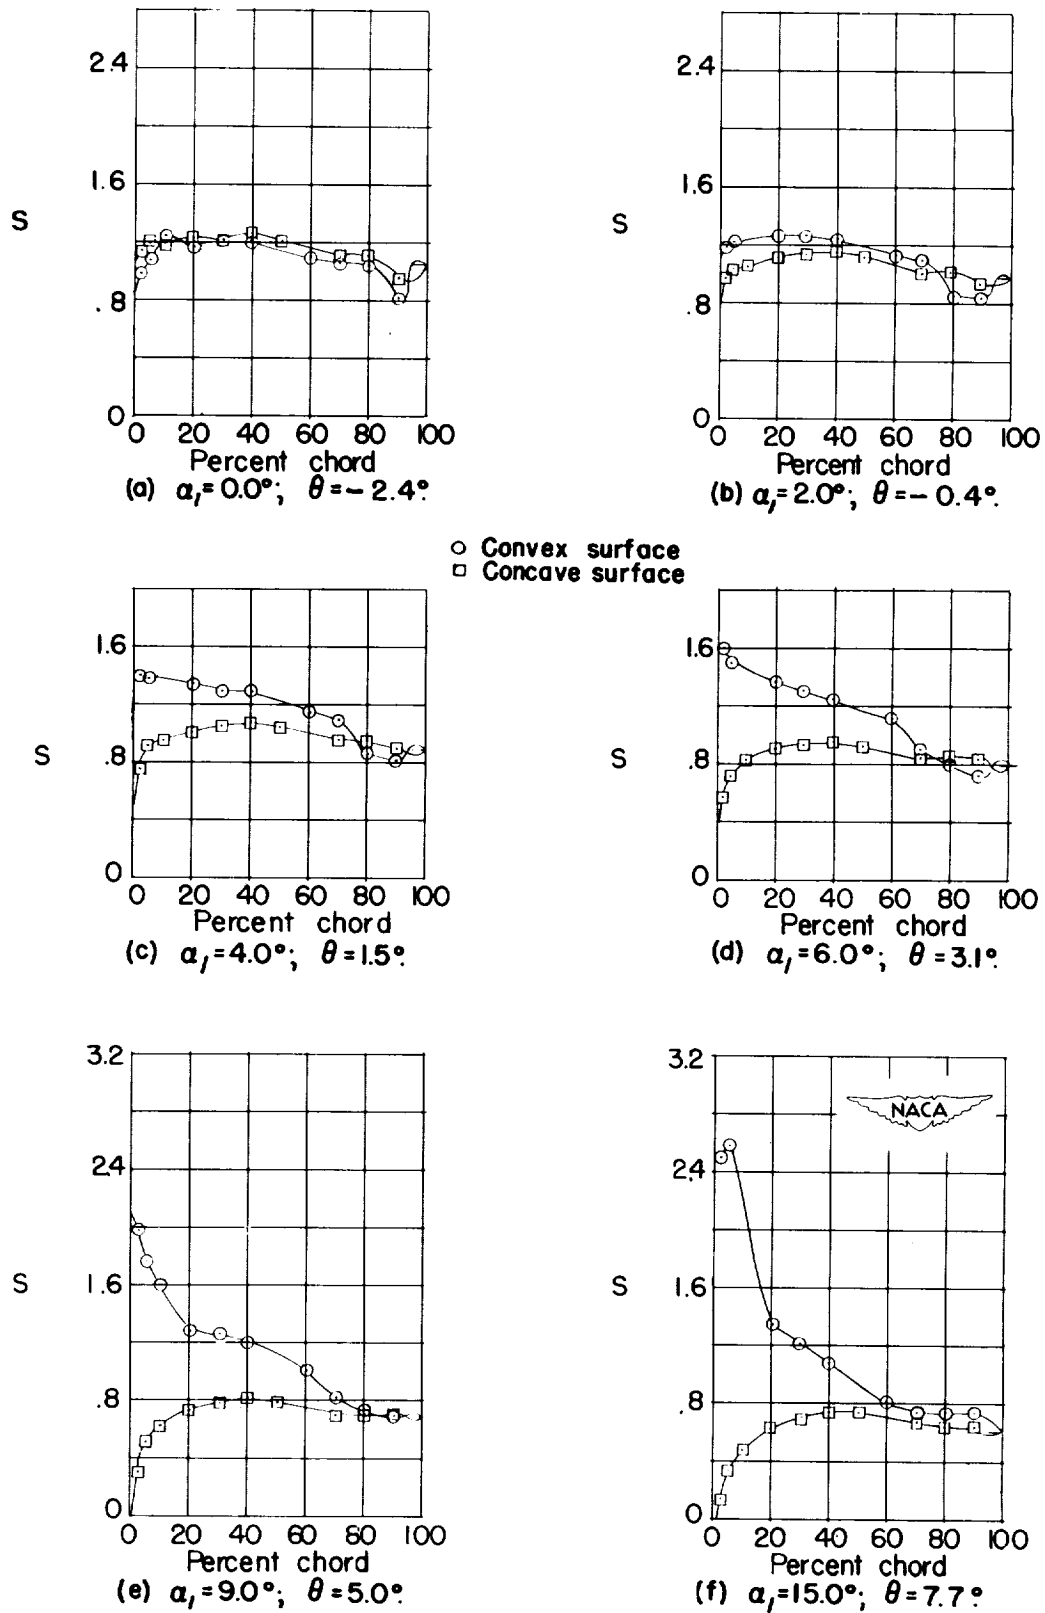 2.4
1.6
S
.8
0
0 20 40 60 80 100
Percent chord
(a) α₁=0.0°; θ=-2.4°.
2.4
1.6
S
.8
0
0 20 40 60 80 100
Percent chord
(b) α₁=2.0°; θ=-0.4°.
Convex surface
Concave surface
1.6
S
.8
0
0 20 40 60 80 100
Percent chord
(c) α₁=4.0°; θ=1.5°.
1.6
S
.8
0
0 20 40 60 80 100
Percent chord
(d) α₁=6.0°; θ=3.1°.
3.2
2.4
S
1.6
.8
0
0 20 40 60 80 100
Percent chord
(e) α₁=9.0°; θ=5.0°.
3.2
NACA
2.4
S
1.6
.8
0
0 20 40 60 80 100
Percent chord
(f) α₁=15.0°; θ=7.7°.